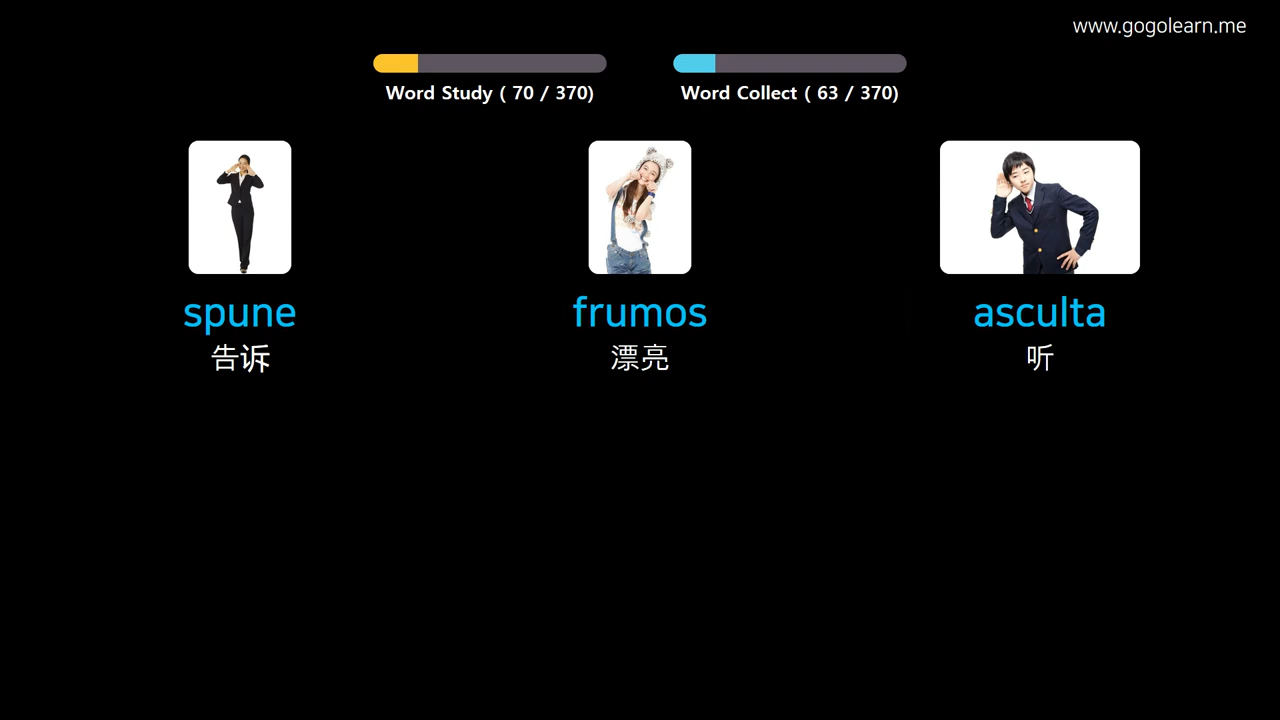 www.gogolearn.me
Word Study ( 70 / 370)
Word Collect ( 63 / 370)
spune
告诉
frumos
漂亮
asculta
听